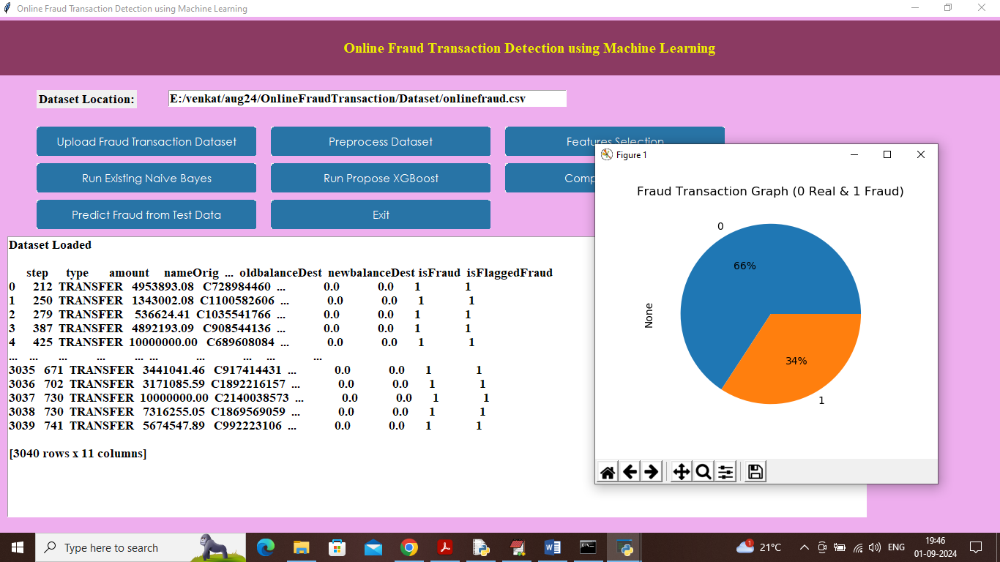 Online Fraud Transaction Detection using Machine Learning
Online Fraud Transaction Detection using Machine Learning
Dataset Location:
E:/venkat/aug24/OnlineFraudTransaction/Dataset/onlinefraud.csv
Upload Fraud Transaction Dataset
Preprocess Dataset
Features Selection
Run Existing Naive Bayes
Run Propose XGBoost
Comp
Predict Fraud from Test Data
Exit
Dataset Loaded
step type amount nameOrig ... oldbalanceDest newbalanceDest isFraud isFlaggedFraud
0 212 TRANSFER 4953893.08 C728984460 ... 0.0 0.0 1 1
1 250 TRANSFER 1343002.08 C1100582606 ... 0.0 0.0 1 1
2 279 TRANSFER 536624.41 C1035541766 ... 0.0 0.0 1 1
3 387 TRANSFER 4892193.09 C908544136 ... 0.0 0.0 1 1
4 425 TRANSFER 10000000.00 C689608084 ... 0.0 0.0 1 1
... ... ... ... ... ... ... ... ... ...
3035 671 TRANSFER 3441041.46 C917414431 ... 0.0 0.0 1 1
3036 702 TRANSFER 3171085.59 C1892216157 ... 0.0 0.0 1 1
3037 730 TRANSFER 10000000.00 C2140038573 ... 0.0 0.0 1 1
3038 730 TRANSFER 7316255.05 C1869569059 ... 0.0 0.0 1 1
3039 741 TRANSFER 5674547.89 C992223106 ... 0.0 0.0 1 1
[3040 rows x 11 columns]
Figure 1
Fraud Transaction Graph (0 Real & 1 Fraud)
0
66%
None
34%
1
Type here to search
1
21°C
ENG
19:46
01-09-2024